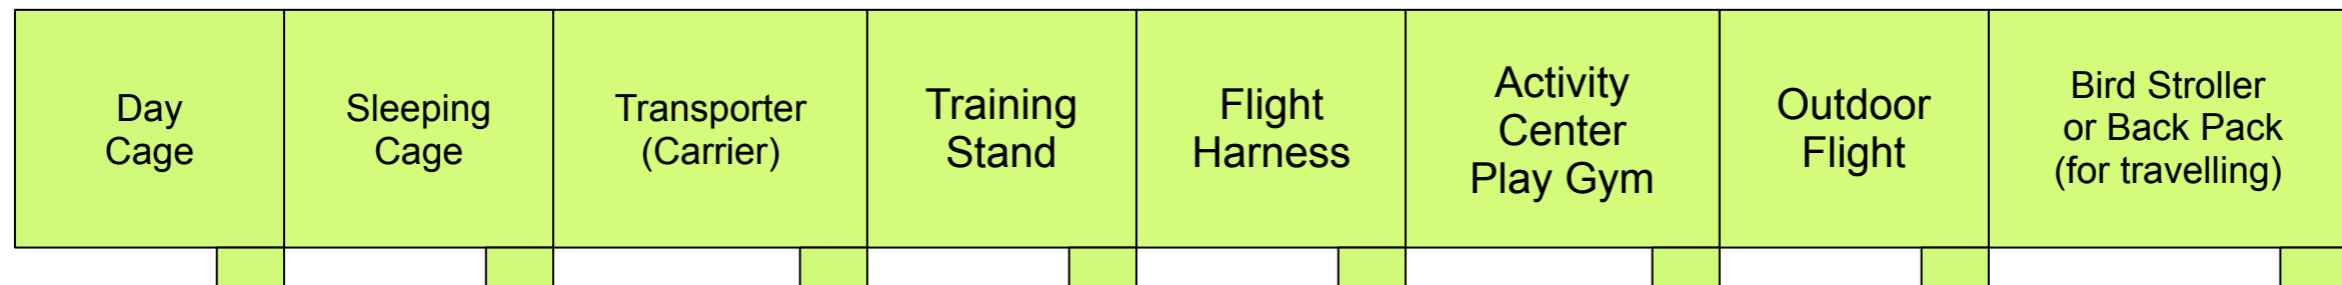 Day
Cage
Sleeping
Cage
Transporter
(Carrier)
Training
Stand
Flight
Harness
Activity
Center
Play Gym
Outdoor
Flight
Bird Stroller
or Back Pack
(for travelling)